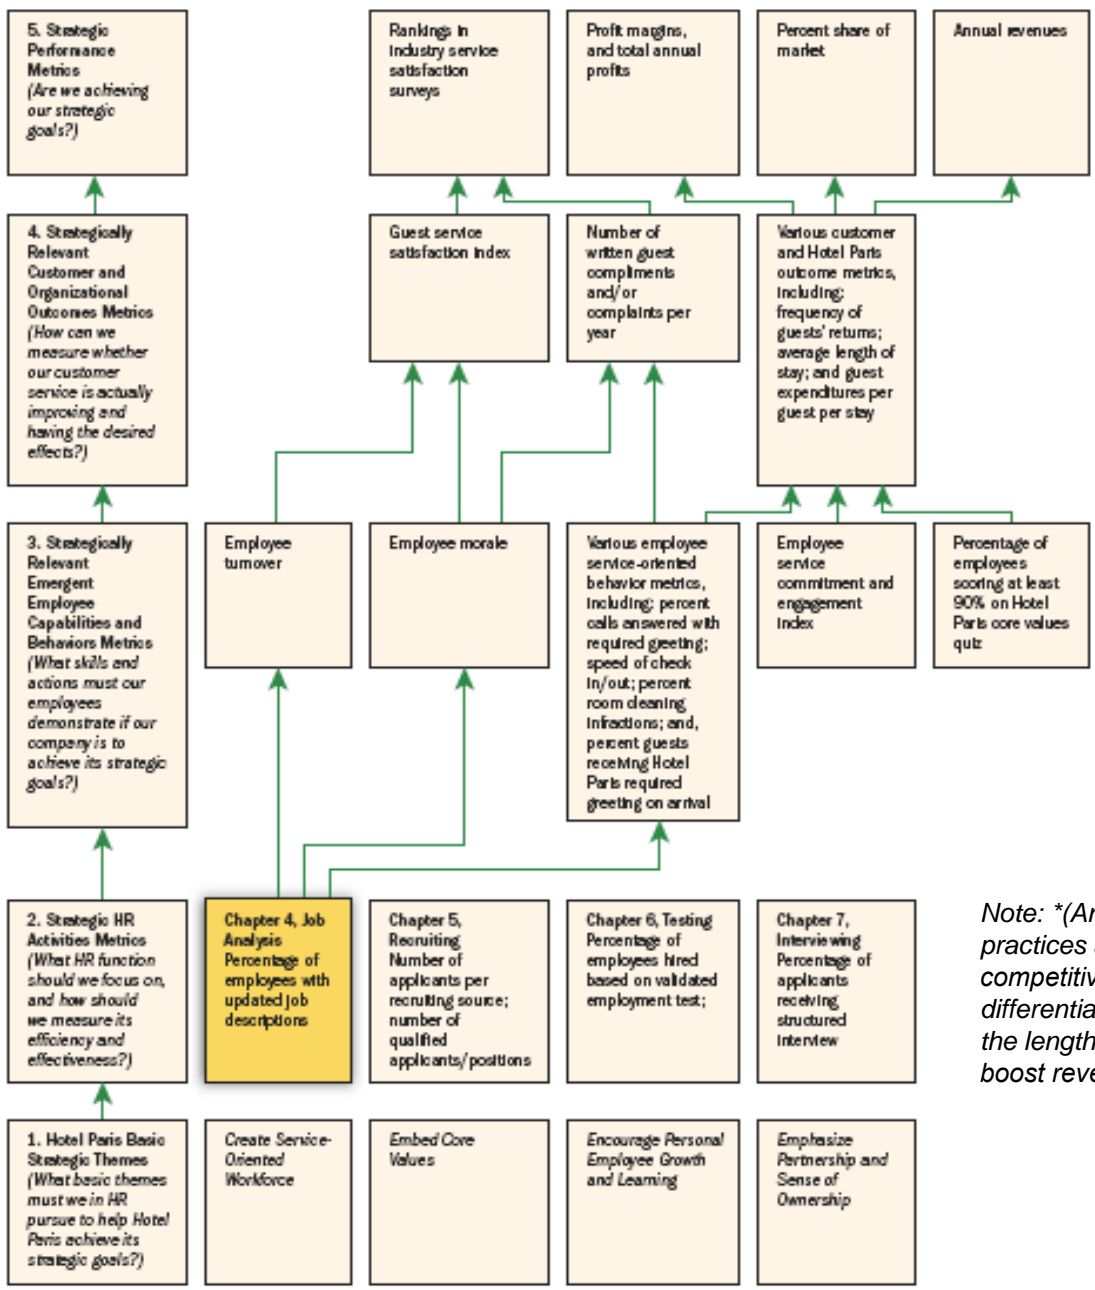 5. Strategic
Performance
Metrics
(Are we achieving
our strategic
goals?)
Rankings in
industry service
satisfaction
surveys
Profit margins,
and total annual
profits
Percent share of
market
Annual revenues
4. Strategically
Relevant
Customer and
Organizational
Outcomes Metrics
(How can we
measure whether
our customer
service is actually
improving and
having the desired
effects?)
Guest service
satisfaction index
Number of
written guest
compliments
and/or
complaints per
year
Various customer
and Hotel Paris
outcome metrics,
including;
frequency of
guests' returns;
average length of
stay; and guest
expenditures per
guest per stay
3. Strategically
Relevant
Emergent
Employee
Capabilities and
Behaviors Metrics
(What skills and
actions must our
employees
demonstrate if our
company is to
achieve its strategic
goals?)
Employee
turnover
Employee morale
Various employee
service-oriented
behavior metrics,
including; percent
calls answered with
required greeting;
speed of check
in/out; percent
room cleaning
infractions; and,
percent guests
receiving Hotel
Paris required
greeting on arrival
Employee
service
commitment and
engagement
index
Percentage of
employees
scoring at least
90% on Hotel
Paris core values
quiz
2. Strategic HR
Activities Metrics
(What HR function
should we focus on,
and how should
we measure its
efficiency and
effectiveness?)
Chapter 4, Job
Analysis
Percentage of
employees with
updated job
descriptions
Chapter 5,
Recruiting
Number of
applicants per
recruiting source;
number of
qualified
applicants/positions
Chapter 6, Testing
Percentage of
employees hired
based on validated
employment test;
Chapter 7,
Interviewing
Percentage of
applicants
receiving
structured
interview
Note: *(A
practices
competitiv
differentia
the length
boost reve
1. Hotel Paris Basic
Strategic Themes
(What basic themes
must we in HR
pursue to help Hotel
Paris achieve its
strategic goals?)
Create Service-
Oriented
Workforce
Embed Core
Values
Encourage Personal
Employee Growth
and Learning
Emphasize
Partnership and
Sense of
Ownership